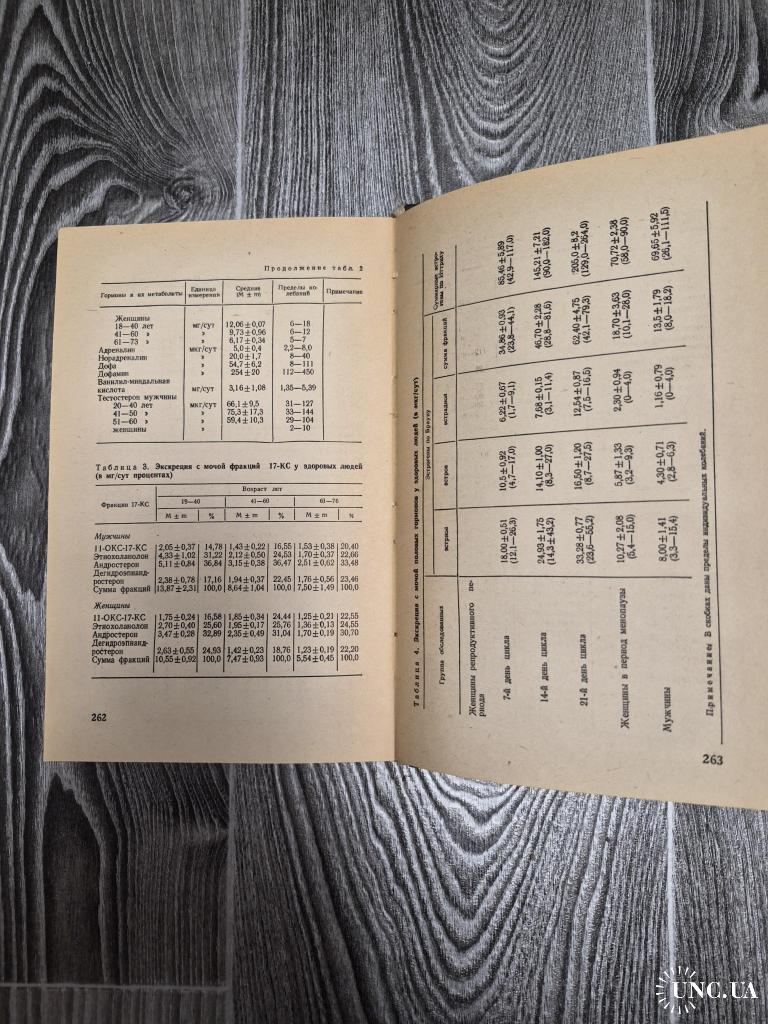 Продолжение табл. 2
Гормоны и их метаболиты Единица измерения Средняя (M ± m) Пределы колебаний Примечание
Женщины
18—40 лет мг/сут 12,06±0,07 6—18
41—60 » » 9,73±0,96 6—12
61—73 » » 6,17±0,34 5—7
Адреналин мкг/сут 5,0±0,4 2,2—8,0
Норадреналин » 20,0±1,7 8—40
Дофа » 54,7±6,2 8—111
Дофамин » 254±20 112—450
Ванилил-миндальная
кислота мг/сут 3,16±1,08 1,35—5,39
Тестостерон мужчины
20—40 лет мкг/сут 66,1±9,5 31—127
41—50 » » 75,3±17,3 33—144
51—60 » » 59,4±10,3 29—104
женщины » 2—10
Таблица 3. Экскреция с мочой фракций 17-КС у здоровых людей
(в мг/сут процентах)
Фракции 17-КС Возраст лет
19—40 41—60 61—76
M ± m % M ± m % M ± m %
Мужчины
11-ОКС-17-КС 2,05±0,37 14,78 1,43±0,22 16,55 1,53±0,38 20,40
Этиохоланолон 4,33±1,02 31,22 2,12±0,50 24,53 1,70±0,37 22,66
Андростерон 5,11±0,84 36,84 3,15±0,38 36,47 2,51±0,62 33,48
Дегидроэпианд-
ростерон 2,38±0,78 17,16 1,94±0,37 22,45 1,76±0,56 23,46
Сумма фракций 13,87±2,31 100,0 8,64±1,04 100,0 7,50±1,49 100,0
Женщины
11-ОКС-17-КС 1,75±0,24 16,58 1,85±0,34 24,44 1,25±0,21 22,55
Этиохоланолон 2,70±0,40 25,60 1,95±0,17 25,76 1,36±0,13 24,55
Андростерон 3,47±0,28 32,89 2,35±0,49 31,04 1,70±0,19 30,70
Дегидроэпианд-
ростерон 2,63±0,55 24,93 1,42±0,23 18,76 1,23±0,19 22,20
Сумма фракций 10,55±0,92 100,0 7,47±0,93 100,0 5,54±0,45 100,0
262
Таблица 4. Экскреция с мочой половых гормонов у здоровых людей (в мкг/сут)
Группа обследованных Эстрогены по Брауну Суммарные эстрогены по Иттриху
эстриол эстрон эстрадиол сумма фракций
Женщины репродуктивного пе-
риода
7-й день цикла 18,00±0,51 10,5±0,92 6,22±0,67 34,86±0,93 85,46±5,89
(12,1—26,3) (4,7—17,0) (1,7—9,1) (23,8—44,1) (42,9—117,0)
14-й день цикла 24,93±1,75 14,10±1,00 7,68±0,15 46,70±2,28 145,21±7,21
(14,3±43,2) (8,3—27,0) (3,1—11,4) (28,8—81,6) (90,0—182,0)
21-й день цикла 33,28±0,77 16,50±1,20 12,54±0,87 62,40±4,75 205,0±8,2
(22,6—55,2) (8,7—27,5) (7,5—16,5) (42,1—79,3) (129,0—264,0)
Женщины в период менопаузы 10,27±2,08 5,87±1,33 2,30±0,94 18,70±3,63 70,72±2,38
(5,4—15,0) (3,2—9,3) (0—4,0) (10,1—28,0) (58,0—90,0)
Мужчины 8,00±1,41 4,30±0,71 1,16±0,79 13,5±1,79 69,65±5,92
(3,3—15,4) (2,8—6,3) (0—4,0) (8,0—18,2) (26,1—111,5)
Примечание: В скобках даны пределы индивидуальных колебаний.
263
UNC.UA